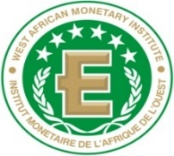 WEST AFRICAN MONETARY INSTITUTE
E
INSTITUT MONETAIRE DE L'AFRIQUE DE L'OUEST